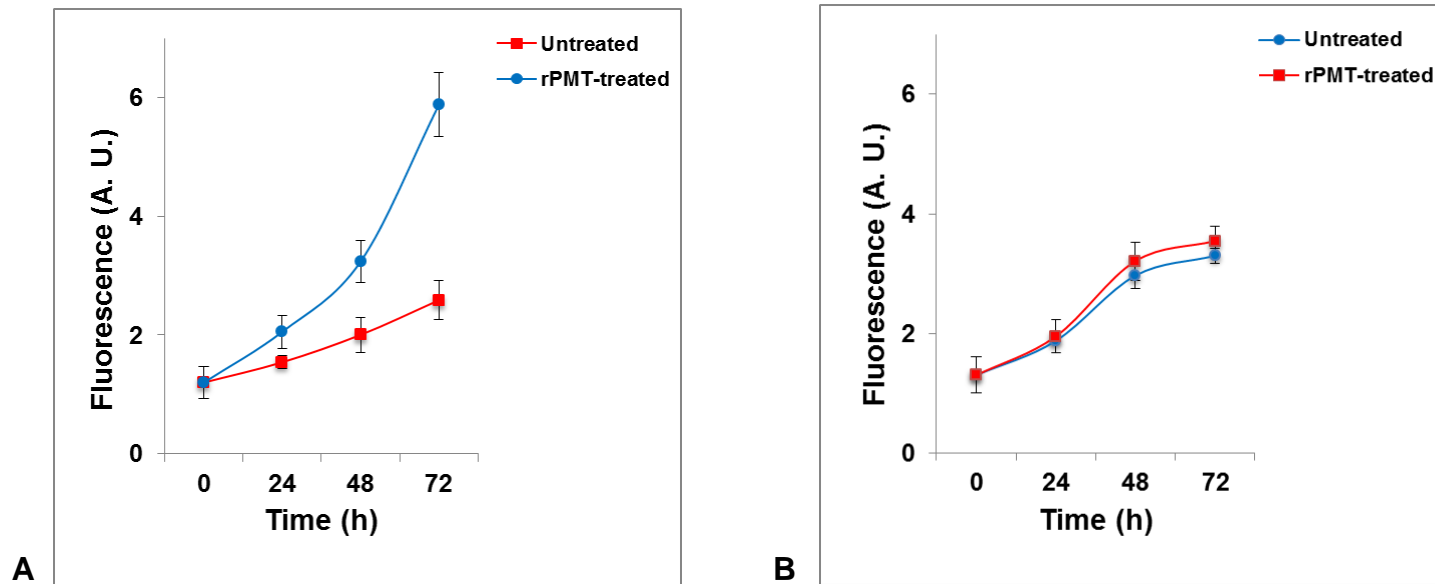 Untreated
rPMT-treated
Fluorescence (A. U.)
6
4
2
0
0 24 48 72
Time (h)
A
Untreated
rPMT-treated
Fluorescence (A. U.)
6
4
2
0
0 24 48 72
Time (h)
B